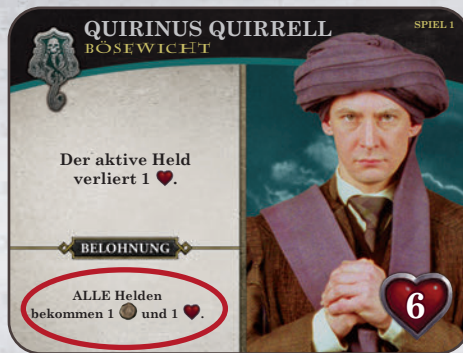 QUIRINUS QUIRRELL
SPIEL 1
BÖSEWICHT
Der aktive Held
verliert 1 ♥.
BELOHNUNG
ALLE Helden
bekommen 1 und 1 ♥.
6